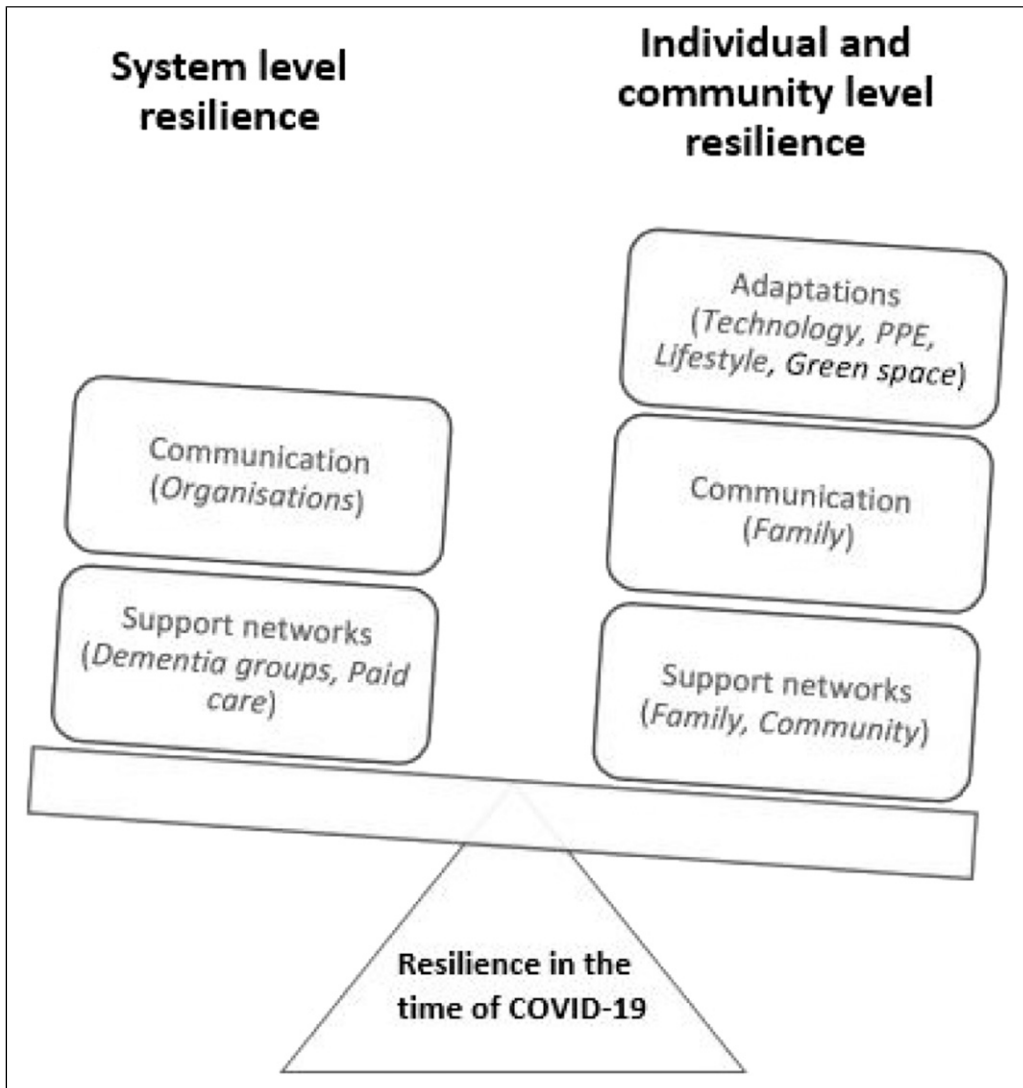 System level
resilience
Individual and
community level
resilience
Communication
(Organisations)
Support networks
(Dementia groups, Paid
care)
Adaptations
(Technology, PPE,
Lifestyle, Green space)
Communication
(Family)
Support networks
(Family, Community)
Resilience in the
time of COVID-19